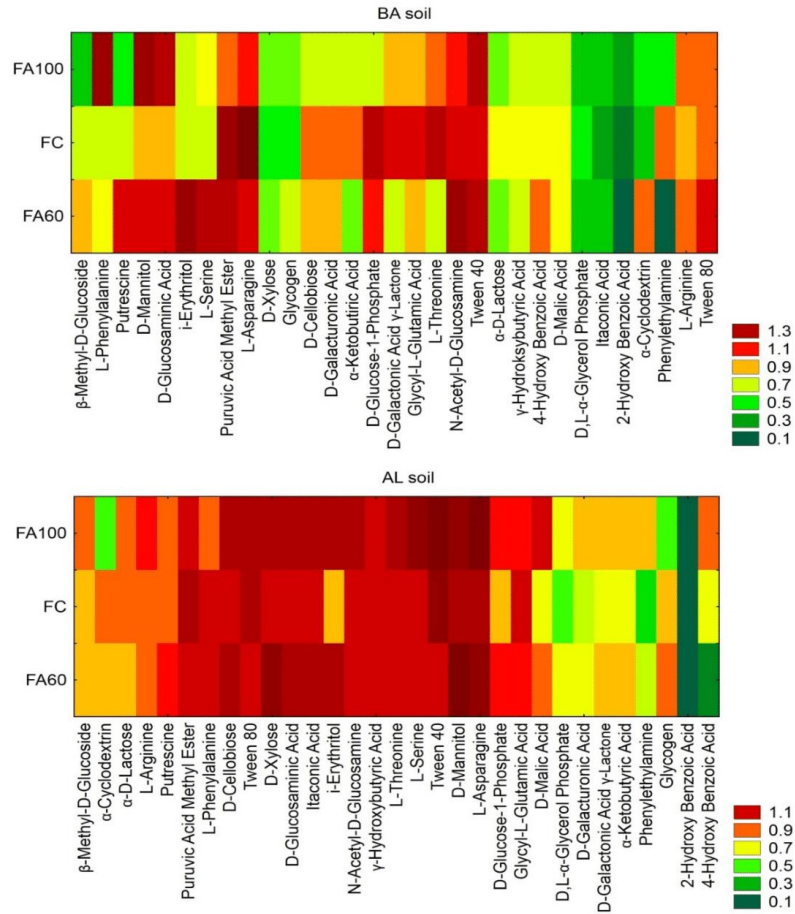 BA soil
FA100
FC
FA60
β-Methyl-D-Glucoside
L-Phenylalanine
Putrescine
D-Mannitol
D-Glucosaminic Acid
i-Erythritol
L-Serine
Puruvic Acid Methyl Ester
L-Asparagine
D-Xylose
Glycogen
D-Cellobiose
D-Galacturonic Acid
α-Ketobutiric Acid
D-Glucose-1-Phosphate
D-Galactonic Acid γ-Lactone
Glycyl-L-Glutamic Acid
L-Threonine
N-Acetyl-D-Glucosamine
Tween 40
α-D-Lactose
γ-Hydroksybutyric Acid
4-Hydroxy Benzoic Acid
D-Malic Acid
D,L-α-Glycerol Phosphate
Itaconic Acid
2-Hydroxy Benzoic Acid
α-Cyclodextrin
Phenylethylamine
L-Arginine
Tween 80
1.3
1.1
0.9
0.7
0.5
0.3
0.1
AL soil
FA100
FC
FA60
β-Methyl-D-Glucoside
α-Cyclodextrin
α-D-Lactose
L-Arginine
Putrescine
Puruvic Acid Methyl Ester
L-Phenylalanine
D-Cellobiose
Tween 80
D-Xylose
D-Glucosaminic Acid
Itaconic Acid
i-Erythritol
N-Acetyl-D-Glucosamine
γ-Hydroxybutyric Acid
L-Threonine
L-Serine
Tween 40
D-Mannitol
L-Asparagine
D-Glucose-1-Phosphate
Glycyl-L-Glutamic Acid
D-Malic Acid
D,L-α-Glycerol Phosphate
D-Galacturonic Acid
D-Galactonic Acid γ-Lactone
α-Ketobutyric Acid
Phenylethylamine
Glycogen
2-Hydroxy Benzoic Acid
4-Hydroxy Benzoic Acid
1.1
0.9
0.7
0.5
0.3
0.1